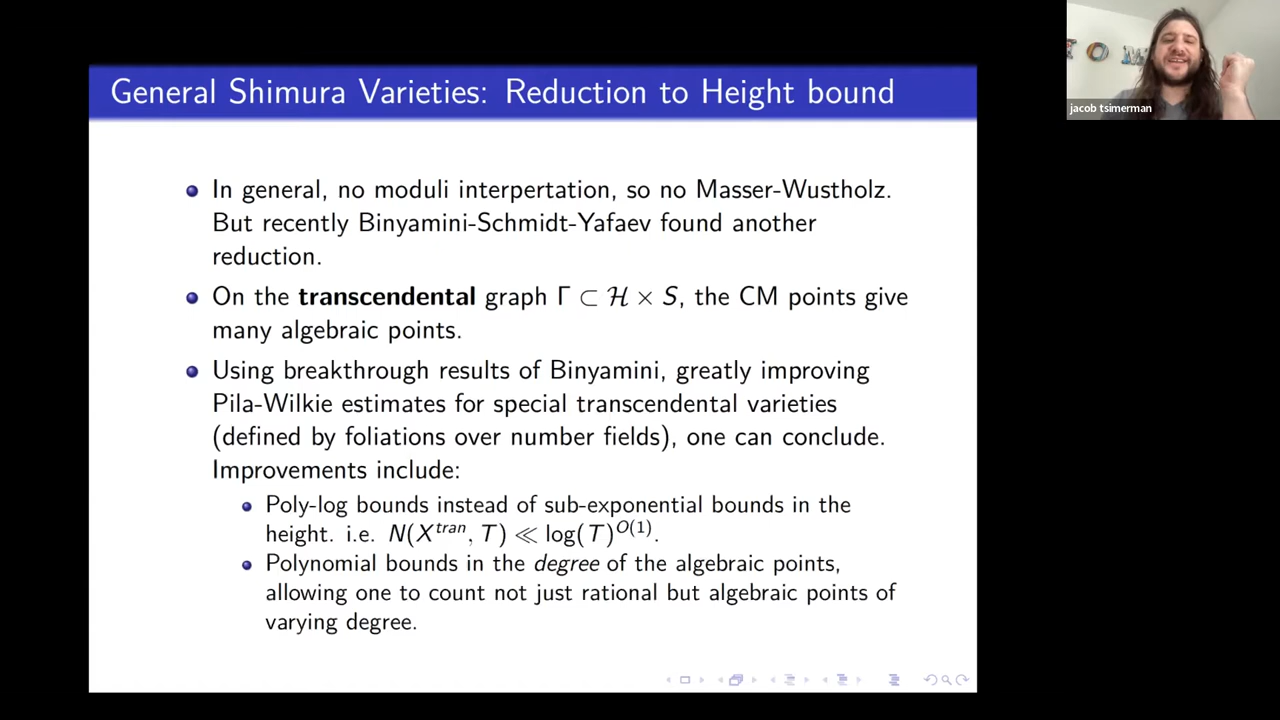 General Shimura Varieties: Reduction to Height bound
In general, no moduli interpertation, so no Masser-Wustholz.
But recently Binyamini-Schmidt-Yafaev found another
reduction.
On the transcendental graph Γ ⊂ ℋ × S, the CM points give
many algebraic points.
Using breakthrough results of Binyamini, greatly improving
Pila-Wilkie estimates for special transcendental varieties
(defined by foliations over number fields), one can conclude.
Improvements include:
Poly-log bounds instead of sub-exponential bounds in the
height. i.e. N(X^{tran}, T) ≪ log(T)^{O(1)}.
Polynomial bounds in the degree of the algebraic points,
allowing one to count not just rational but algebraic points of
varying degree.
O M
jacob tsimerman